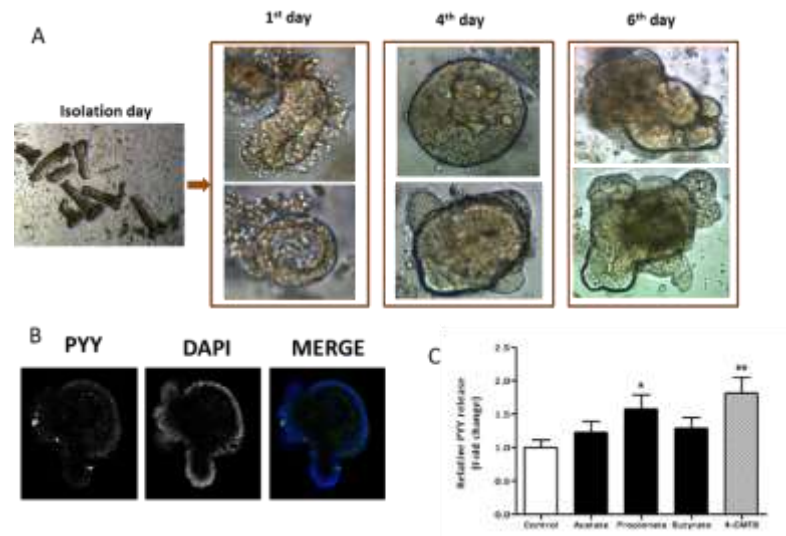 A
1st day
4th day
6th day
Isolation day
B
PYY
DAPI
MERGE
C
Relative PYY release
(Fold change)
2.5
2.0
1.5
1.0
0.5
0.0
*
**
Control
Acetate
Propionate
Butyrate
4-CMTB